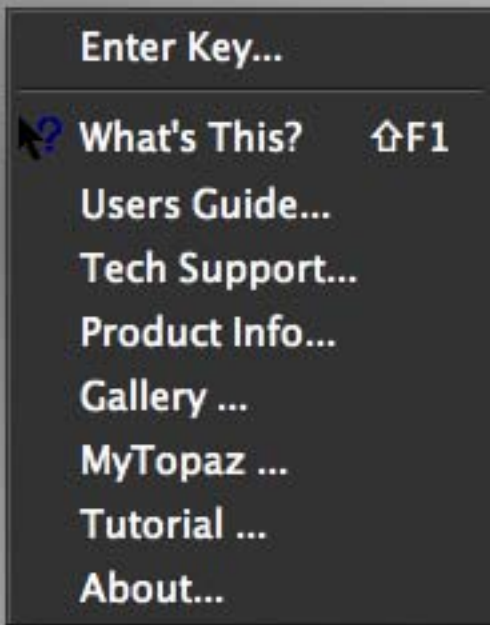 Enter Key...
What's This? ⇧F1
Users Guide...
Tech Support...
Product Info...
Gallery ...
MyTopaz ...
Tutorial ...
About...